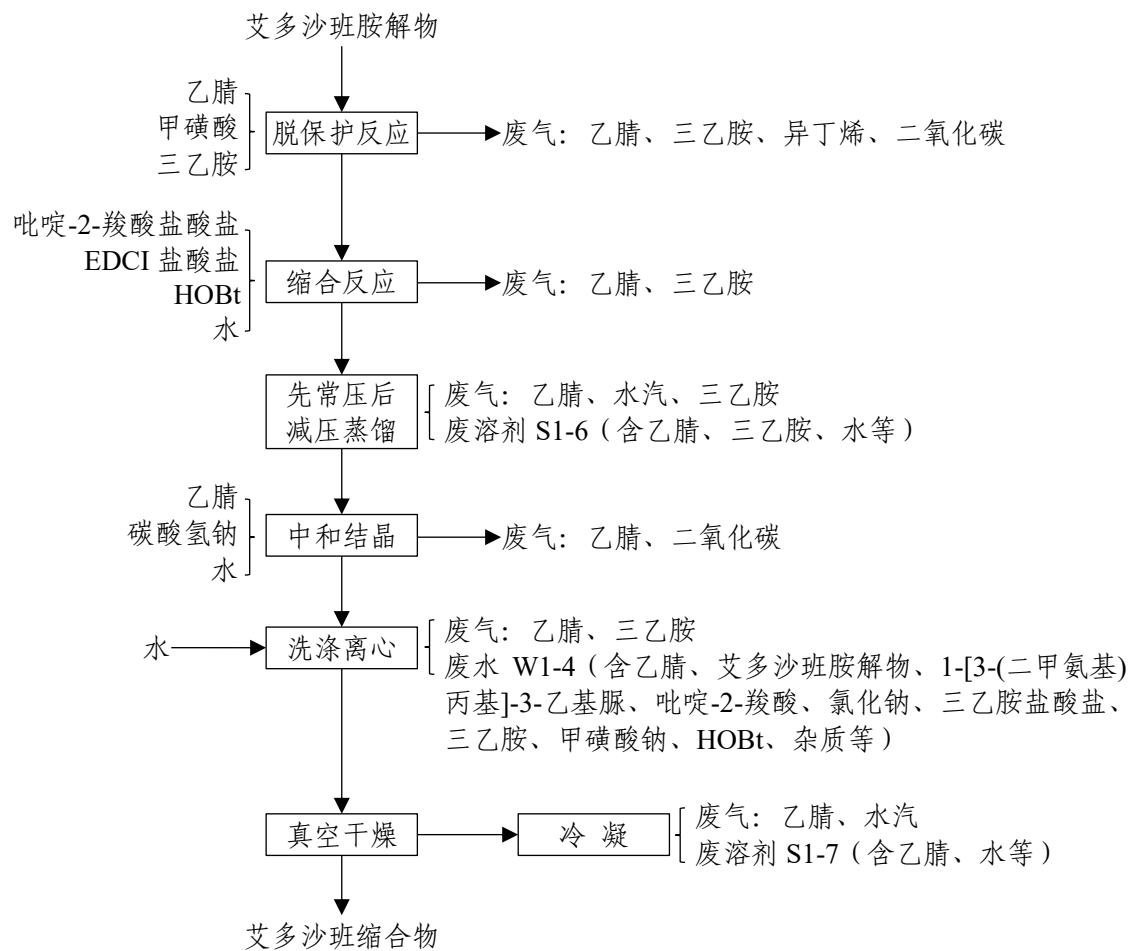 艾多沙班胺解物
乙腈
甲磺酸
三乙胺
脱保护反应
废气：乙腈、三乙胺、异丁烯、二氧化碳
吡啶-2-羧酸盐酸盐
EDCI 盐酸盐
HOBt
水
缩合反应
废气：乙腈、三乙胺
先常压后
减压蒸馏
废气：乙腈、水汽、三乙胺
废溶剂 S1-6（含乙腈、三乙胺、水等）
乙腈
碳酸氢钠
水
中和结晶
废气：乙腈、二氧化碳
水
洗涤离心
废气：乙腈、三乙胺
废水 W1-4（含乙腈、艾多沙班胺解物、1-[3-(二甲氨基)
丙基]-3-乙基脲、吡啶-2-羧酸、氯化钠、三乙胺盐酸盐、
三乙胺、甲磺酸钠、HOBt、杂质等）
真空干燥
冷 凝
废气：乙腈、水汽
废溶剂 S1-7（含乙腈、水等）
艾多沙班缩合物